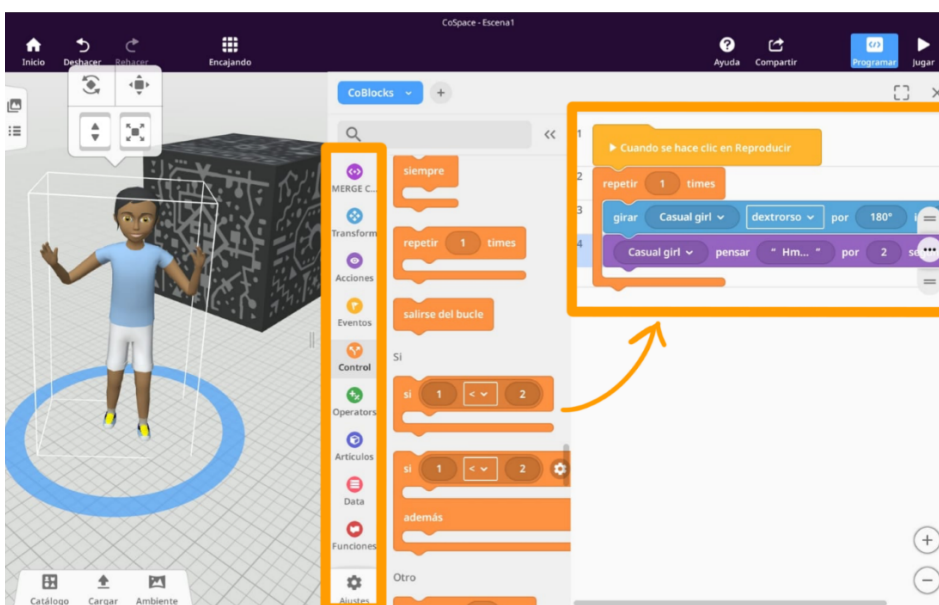 CoSpace - Escena1
Inicio
Deshacer
Rehacer
Encajando
Ayuda
Compartir
Programar
Jugar
CoBlocks
MERGE C...
Transform
Acciones
Eventos
Control
Operators
Artículos
Data
Funciones
Ajustes
siempre
repetir 1 times
salirse del bucle
Si
si 1 < 2
si 1 < 2
además
Otro
1
Cuando se hace clic en Reproducir
2
repetir 1 times
3
girar Casual girl dextrorso por 180°
4
Casual girl pensar " Hm... " por 2
Catálogo
Cargar
Ambiente